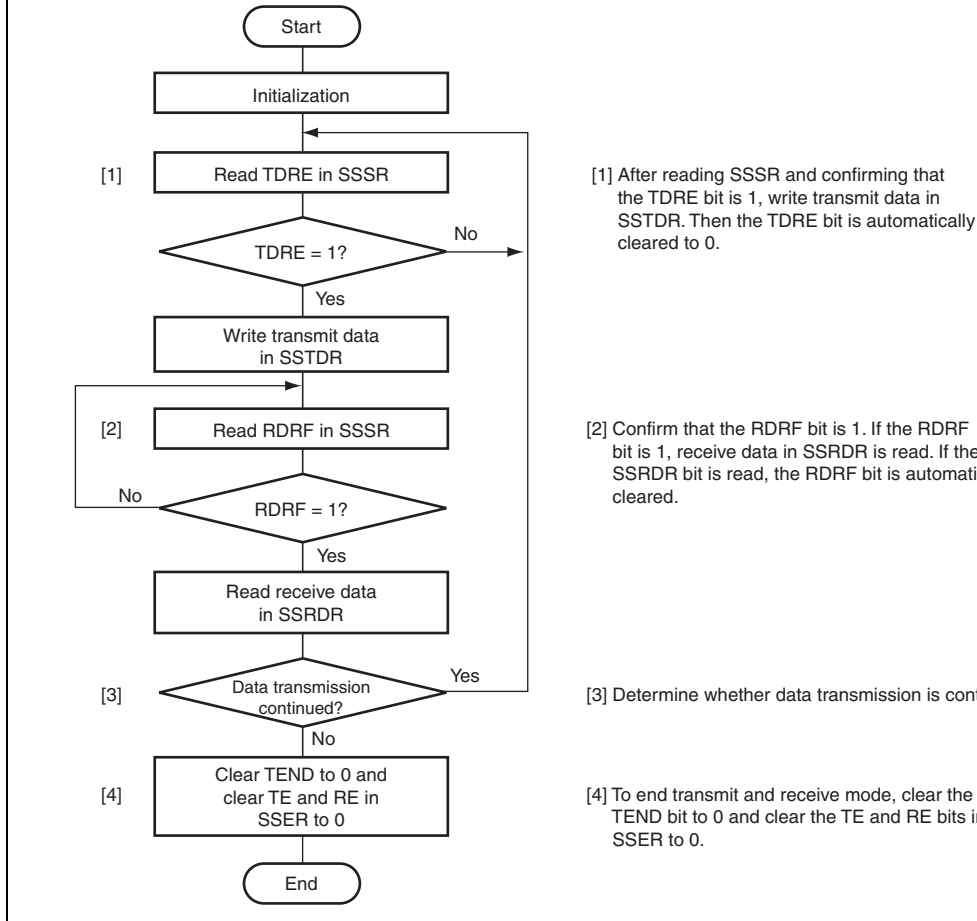 Start
Initialization
[1]
Read TDRE in SSSR
TDRE = 1?
No
Yes
Write transmit data
in SSTDR
[2]
Read RDRF in SSSR
No
RDRF = 1?
Yes
Read receive data
in SSRDR
[3]
Data transmission
continued?
Yes
No
[4]
Clear TEND to 0 and
clear TE and RE in
SSER to 0
End
[1] After reading SSSR and confirming that
the TDRE bit is 1, write transmit data in
SSTDR. Then the TDRE bit is automatically
cleared to 0.
[2] Confirm that the RDRF bit is 1. If the RDRF
bit is 1, receive data in SSRDR is read. If the
SSRDR bit is read, the RDRF bit is
cleared.
[3] Determine whether data transmission is
[4] To end transmit and receive mode, clear the
TEND bit to 0 and clear the TE and RE bits
SSER to 0.